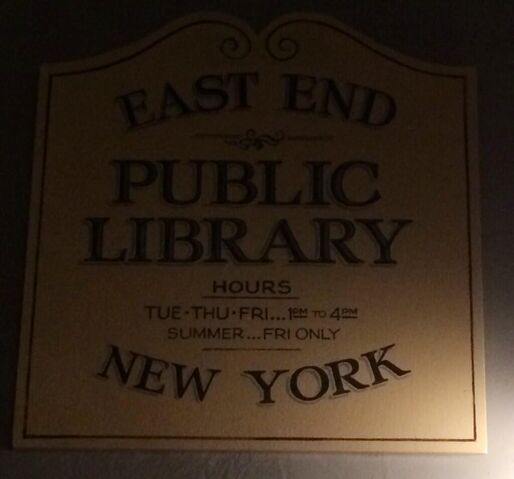 EAST END
PUBLIC
LIBRARY
HOURS
TUE·THU·FRI...1PM TO 4PM
SUMMER...FRI ONLY
NEW YORK